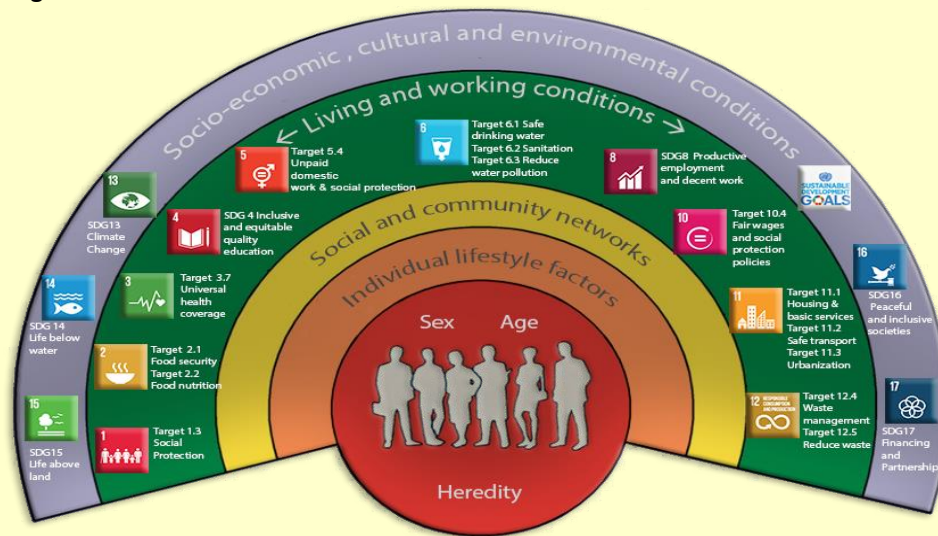 Socio-economic, cultural and environmental conditions
← Living and working conditions →
Social and community networks
Individual lifestyle factors
Sex Age
Heredity
15
SDG15
Life above
land
14
SDG 14
Life below
water
13
SDG13
Climate
Change
1
Target 1.3
Social
Protection
2
Target 2.1
Food security
Target 2.2
Food nutrition
3
Target 3.7
Universal
health
coverage
4
SDG 4 Inclusive
and equitable
quality
education
5
Target 5.4
Unpaid
domestic
work & social protection
6
Target 6.1 Safe
drinking water
Target 6.2 Sanitation
Target 6.3 Reduce
water pollution
8
SDG8 Productive
employment
and decent work
10
Target 10.4
Fair wages
and social
protection
policies
11
Target 11.1
Housing &
basic services
Target 11.2
Safe transport
Target 11.3
Urbanization
12 RESPONSIBLE
CONSUMPTION
AND PRODUCTION
Target 12.4
Waste
management
Target 12.5
Reduce waste
SUSTAINABLE
DEVELOPMENT
GOALS
16
SDG16
Peaceful
and inclusive
societies
17
SDG17
Financing
and
Partnership